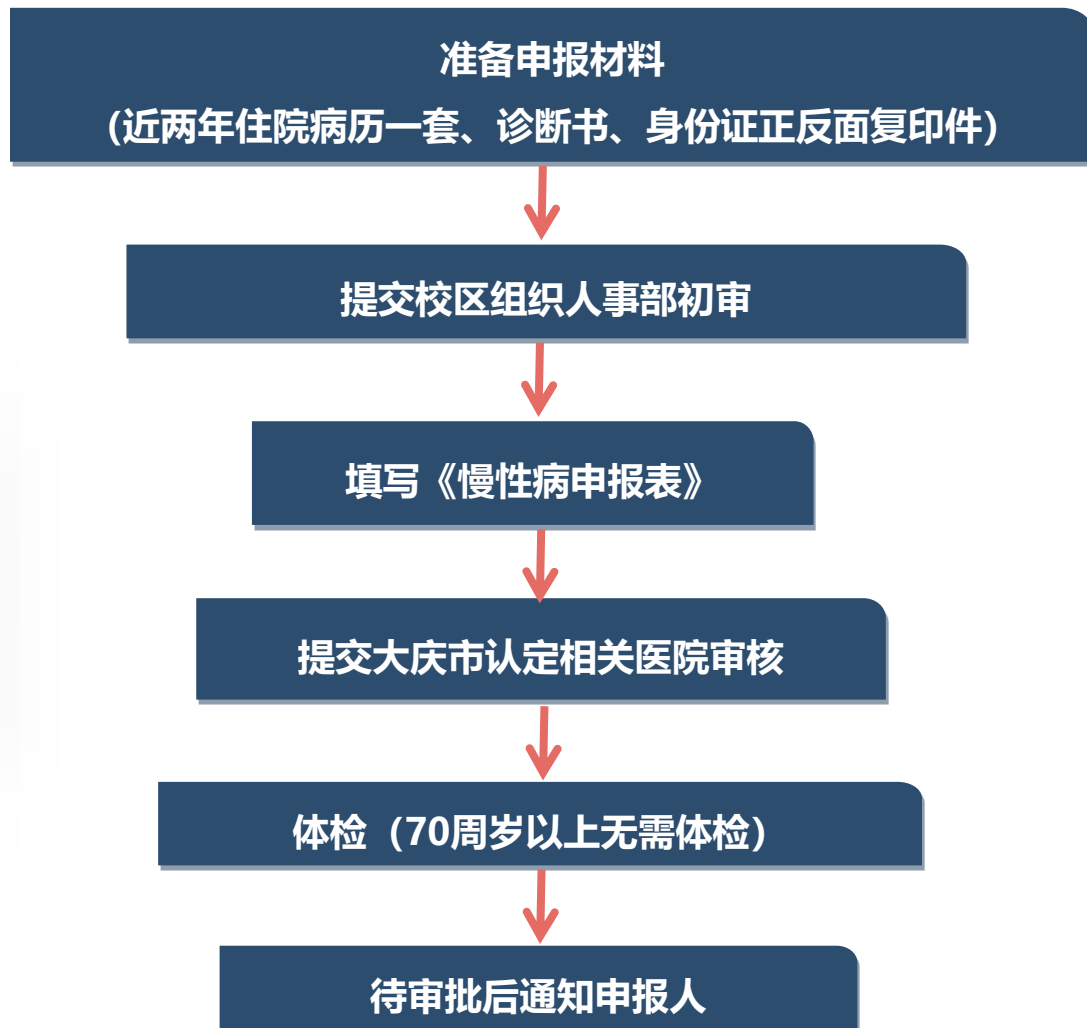 准备申报材料
（近两年住院病历一套、诊断书、身份证正反面复印件）
提交校区组织人事部初审
填写《慢性病申报表》
提交大庆市认定相关医院审核
体检（70周岁以上无需体检）
待审批后通知申报人